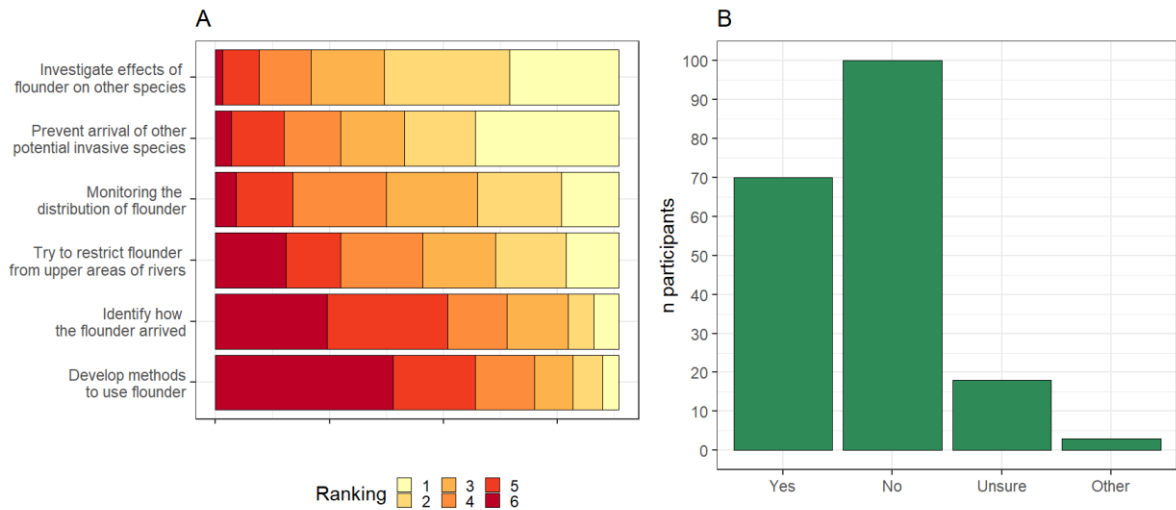 A
Investigate effects of
flounder on other species
Prevent arrival of other
potential invasive species
Monitoring the
distribution of flounder
Try to restrict flounder
from upper areas of rivers
Identify how
the flounder arrived
Develop methods
to use flounder
Ranking
1 3 5
2 4 6
B
n participants
100
90
80
70
60
50
40
30
20
10
0
Yes No Unsure Other